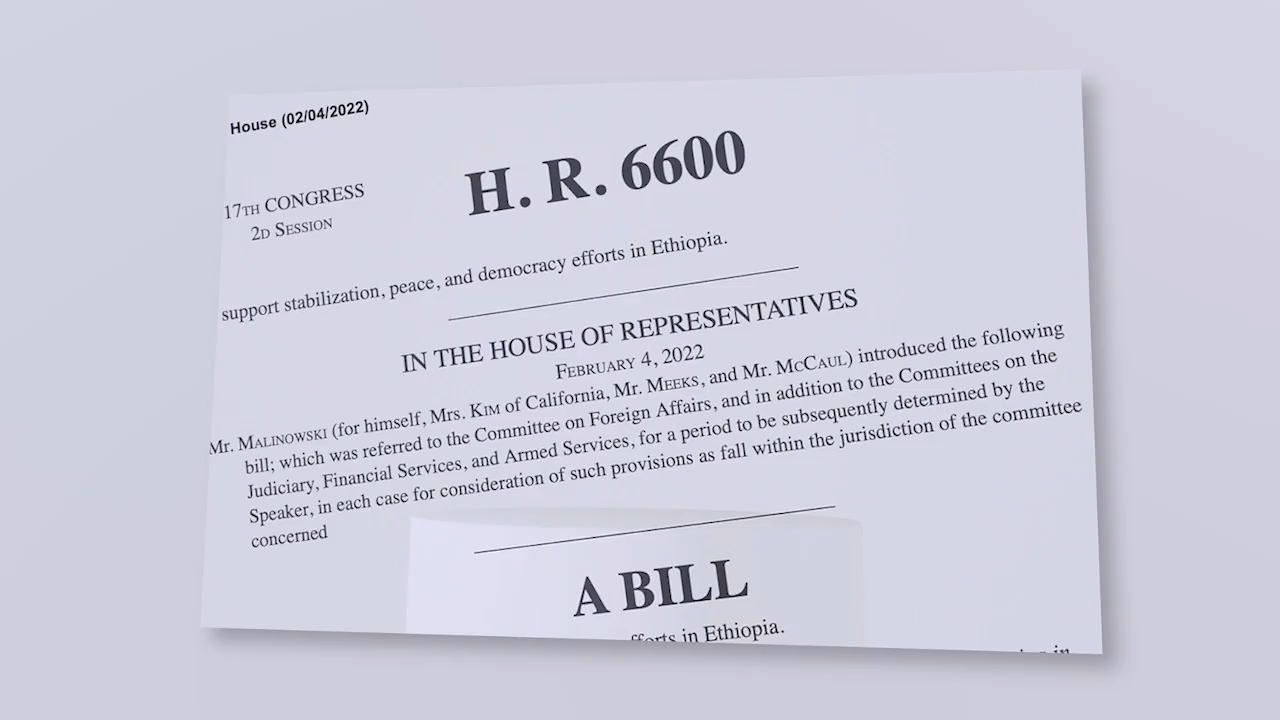 House (02/04/2022)
17TH CONGRESS
2D SESSION
H. R. 6600
support stabilization, peace, and democracy efforts in Ethiopia.
IN THE HOUSE OF REPRESENTATIVES
FEBRUARY 4, 2022
Mr. MALINOWSKI (for himself, Mrs. KIM of California, Mr. MEEKS, and Mr. MCCAUL) introduced the following
bill; which was referred to the Committee on Foreign Affairs, and in addition to the Committees on the
Judiciary, Financial Services, and Armed Services, for a period to be subsequently determined by the
Speaker, in each case for consideration of such provisions as fall within the jurisdiction of the committee
concerned
A BILL
efforts in Ethiopia.